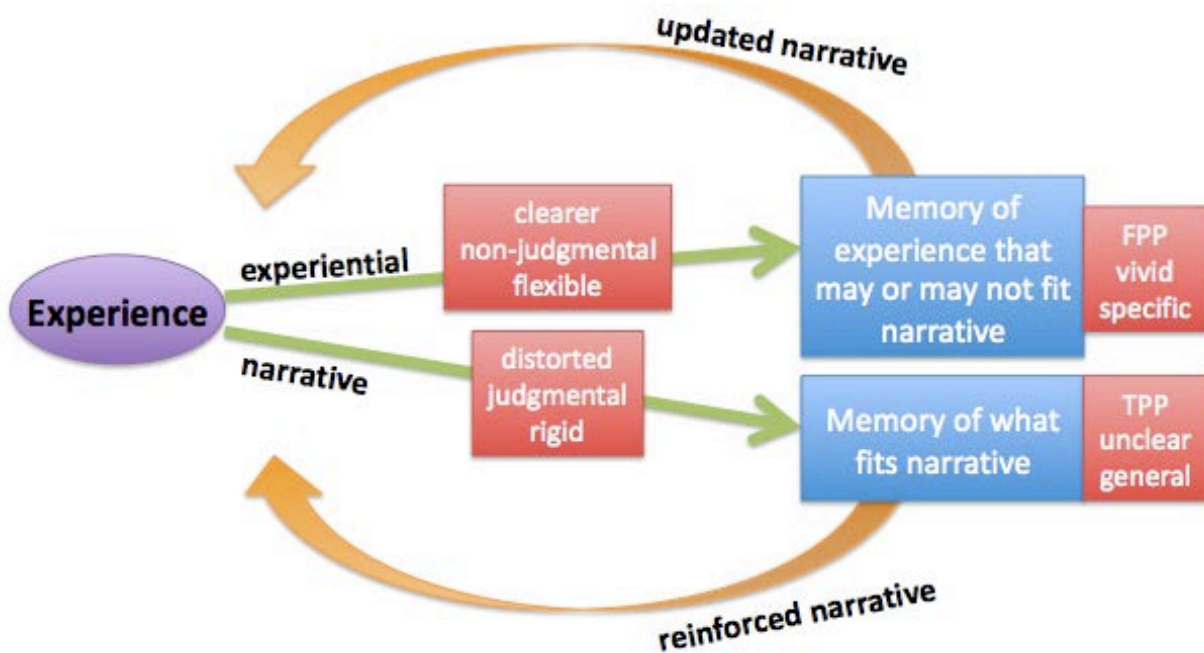 updated narrative
Experience
experiential
narrative
clearer
non-judgmental
flexible
distorted
judgmental
rigid
Memory of
experience that
may or may not fit
narrative
FPP
vivid
specific
Memory of what
fits narrative
TPP
unclear
general
reinforced narrative